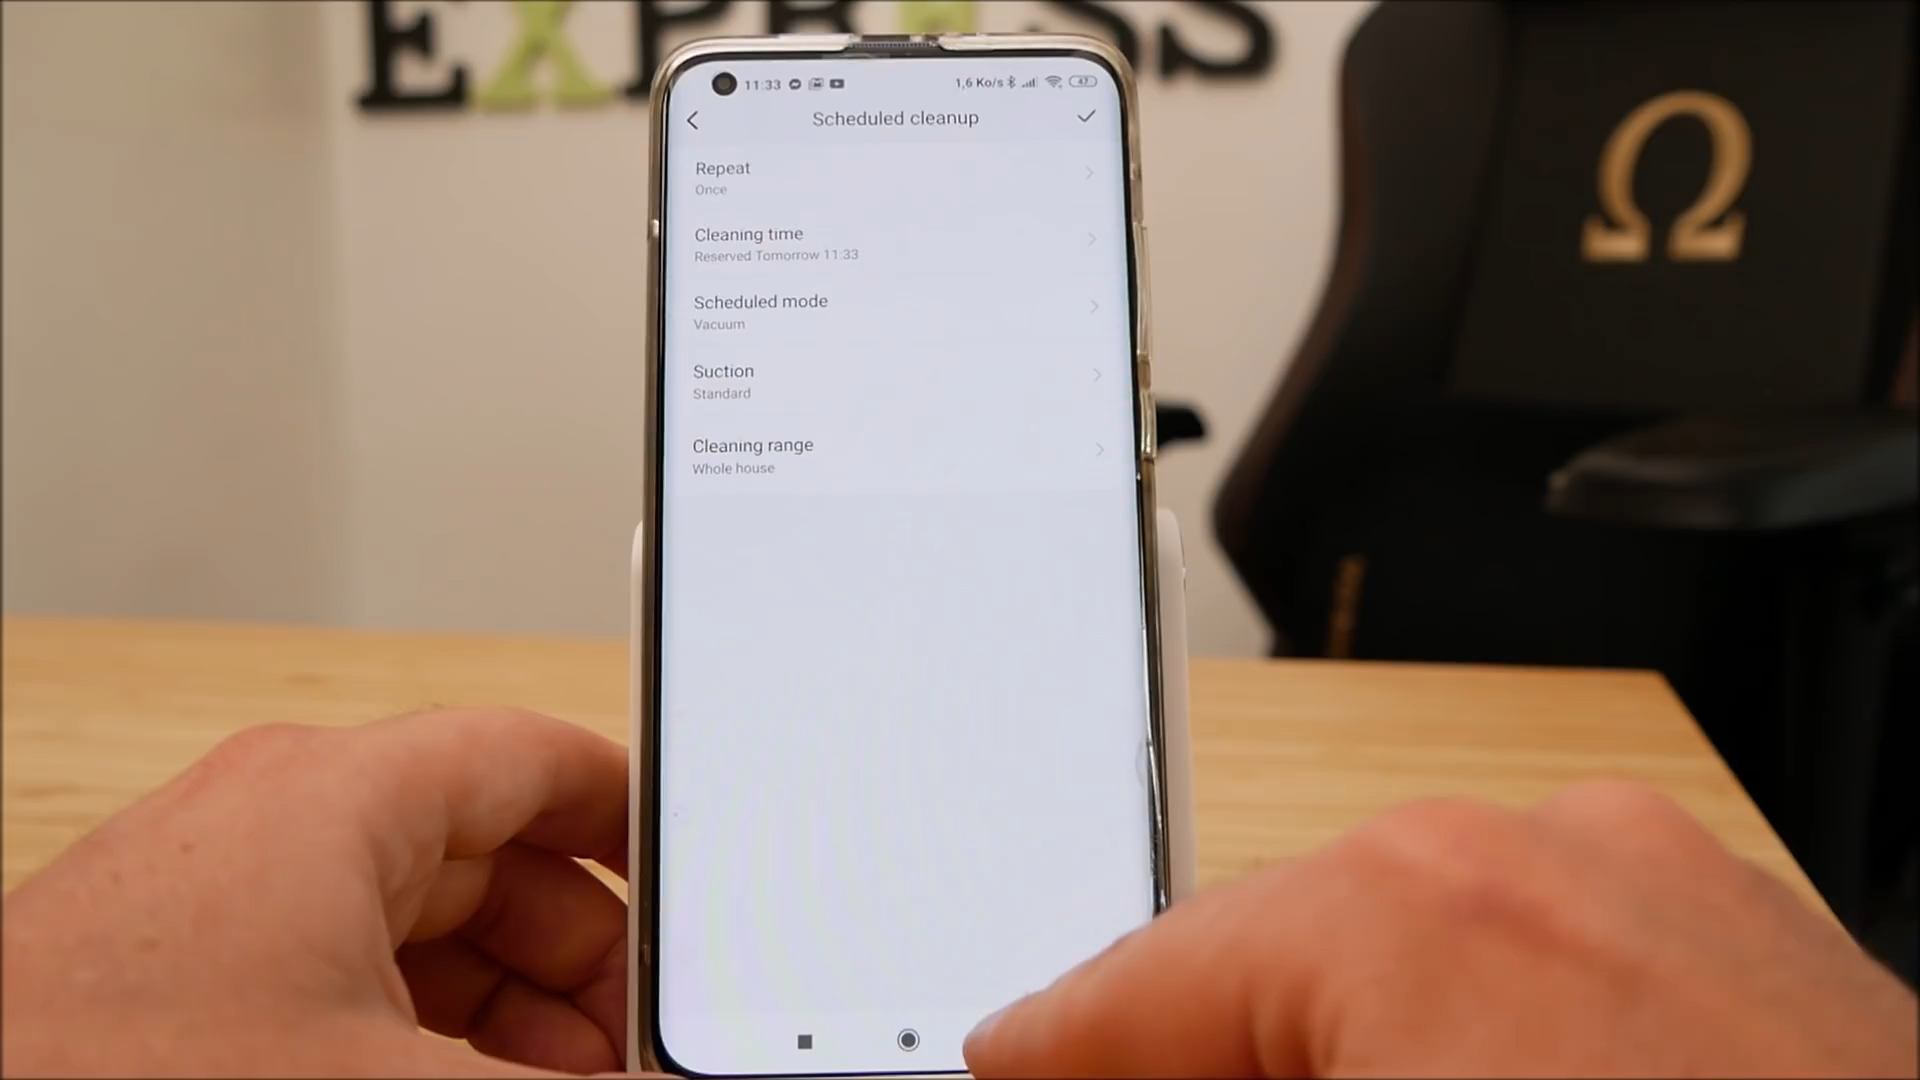 EXPRESS
11:33
1,6 Ko/s
47
Scheduled cleanup
Repeat
Once
Cleaning time
Reserved Tomorrow 11:33
Scheduled mode
Vacuum
Suction
Standard
Cleaning range
Whole house
Ω